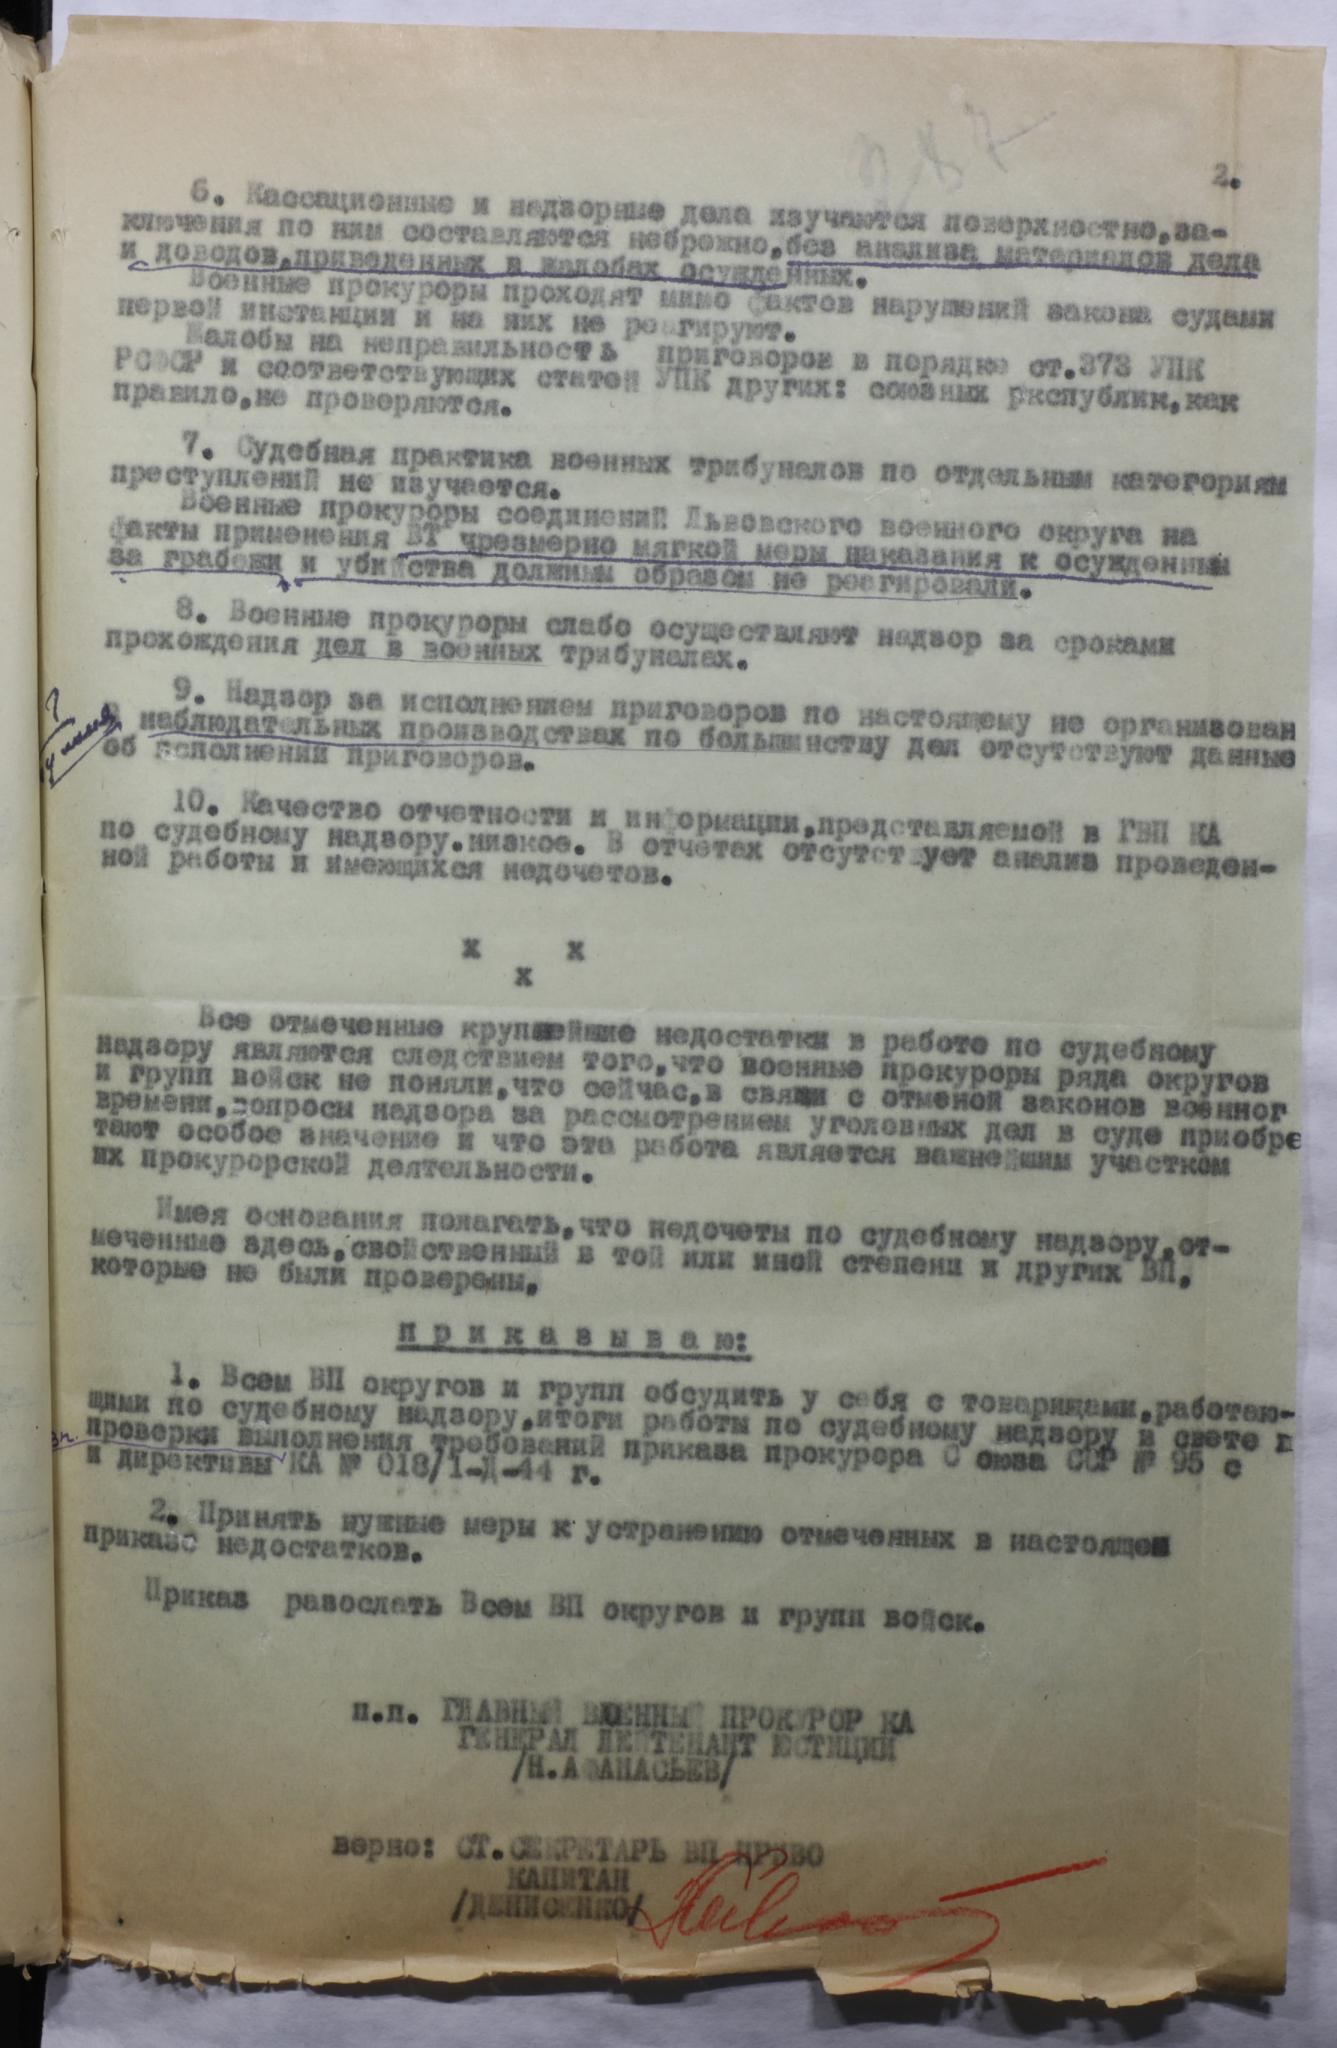 287
2.
6. Кассационные и надзорные дела изучаются поверхностно,за-
ключения по ним составляются небрежно,без анализа материалов дела
и доводов,приведенных в жалобах осужденных.
Военные прокуроры проходят мимо фактов нарушений закона судами
первой инстанции и на них не реагируют.
Жалобы на неправильность приговоров в порядке ст.373 УПК
РСФСР и соответствующих статей УПК других: союзных республик,как
правило,не проверяются.
7. Судебная практика военных трибуналов по отдельным категориям
преступлений не изучается.
Военные прокуроры соединений Львовского военного округа на
факты применения ВТ чрезмерно мягкой меры наказания к осужденным
за грабежи и убийства должным образом не реагировали.
8. Военные прокуроры слабо осуществляют надзор за сроками
прохождения дел в военных трибуналах.
9. Надзор за исполнением приговоров по настоящему не организован
В наблюдательных производствах по большинству дел отсутствуют данные
об исполнении приговоров.
10. Качество отчетности и информации,представляемой в ГВП КА
по судебному надзору.низкое. В отчетах отсутствует анализ проведен-
ной работы и имеющихся недочетов.
х х
х
Все отмеченные крупнейшие недостатки в работе по судебному
надзору являются следствием того,что военные прокуроры ряда округов
и групп войск не поняли,что сейчас,в связи с отменой законов военног
времени,вопросы надзора за рассмотрением уголовных дел в суде приобре
тают особое значение и что эта работа является важнейшим участком
их прокурорской деятельности.
Имея основания полагать,что недочеты по судебному надзору,от-
меченные здесь,свойственный в той или иной степени и других ВП,
которые не были проверены,
п р и к а з ы в а ю:
1. Всем ВП округов и групп обсудить у себя с товарищами,работаю-
щими по судебному надзору,итоги работы по судебному надзору в свете п
проверки выполнения требований приказа прокурора С оюза ССР № 95 с
и директивы КА № 018/1-Д-44 г.
2. Принять нужные меры к устранению отмеченных в настоящем
приказе недостатков.
Приказ разослать Всем ВП округов и групп войск.
п.п. ГЛАВНЫЙ ВОЕННЫЙ ПРОКУРОР КА
ГЕНЕРАЛ ЛЕЙТЕНАНТ ЮСТИЦИИ
/Н.АФАНАСЬЕВ/
верно: СТ.СЕКРЕТАРЬ ВП ПРИВО
КАПИТАН
/ДЕНИСЕНКО/